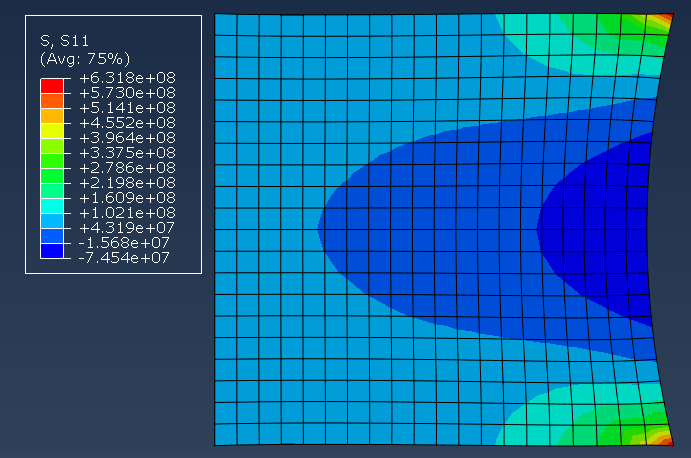 S, S11
(Avg: 75%)
+6.318e+08
+5.730e+08
+5.141e+08
+4.552e+08
+3.964e+08
+3.375e+08
+2.786e+08
+2.198e+08
+1.609e+08
+1.021e+08
+4.319e+07
-1.568e+07
-7.454e+07